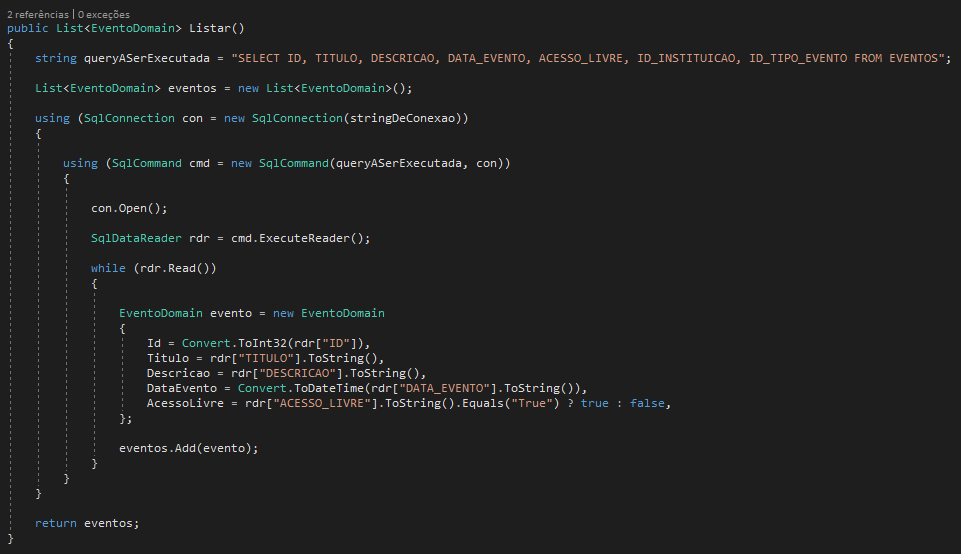 2 referências | 0 exceções
public List<EventoDomain> Listar()
{
string queryASerExecutada = "SELECT ID, TITULO, DESCRICAO, DATA_EVENTO, ACESSO_LIVRE, ID_INSTITUICAO, ID_TIPO_EVENTO FROM EVENTOS";
List<EventoDomain> eventos = new List<EventoDomain>();
using (SqlConnection con = new SqlConnection(stringDeConexao))
{
using (SqlCommand cmd = new SqlCommand(queryASerExecutada, con))
{
con.Open();
SqlDataReader rdr = cmd.ExecuteReader();
while (rdr.Read())
{
EventoDomain evento = new EventoDomain
{
Id = Convert.ToInt32(rdr["ID"]),
Titulo = rdr["TITULO"].ToString(),
Descricao = rdr["DESCRICAO"].ToString(),
DataEvento = Convert.ToDateTime(rdr["DATA_EVENTO"].ToString()),
AcessoLivre = rdr["ACESSO_LIVRE"].ToString().Equals("True") ? true : false,
};
eventos.Add(evento);
}
}
}
return eventos;
}